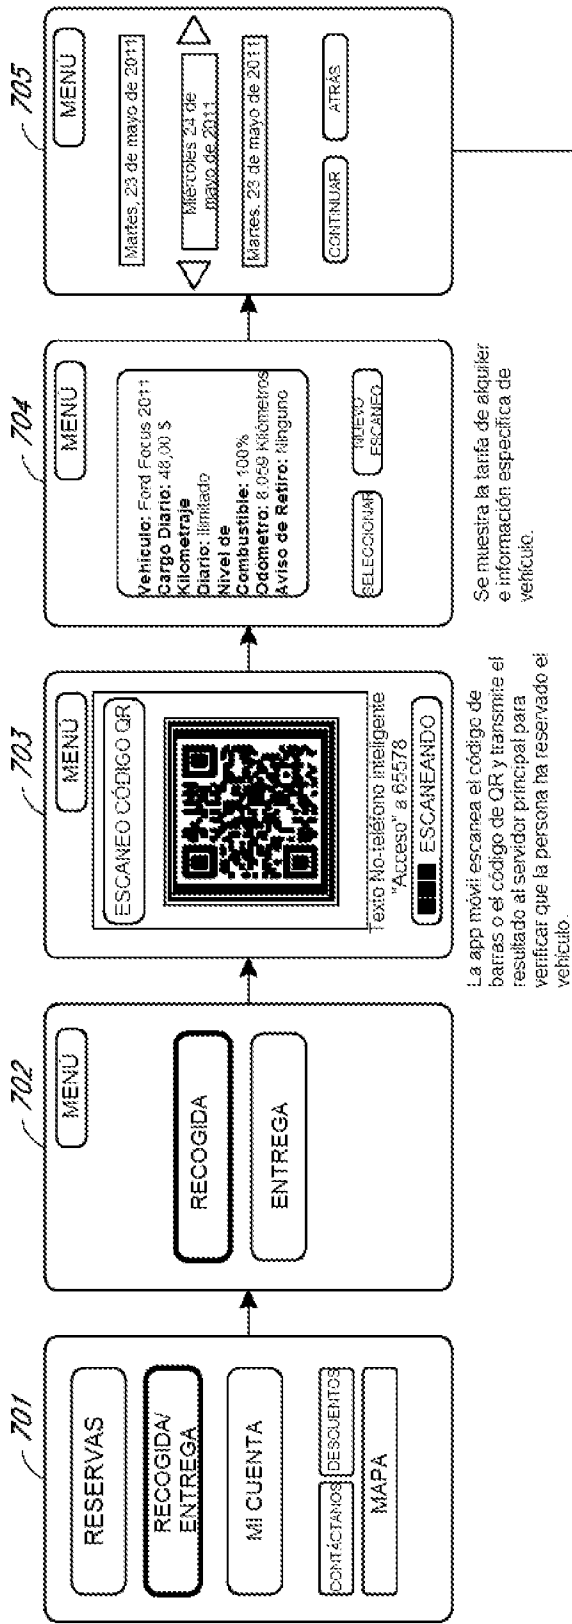 701
RESERVAS
RECOGIDA/
ENTREGA
MI CUENTA
CONTÁCTANOS
DESCUENTOS
MAPA
702
MENÚ
RECOGIDA
ENTREGA
703
MENÚ
ESCANEO CÓDIGO QR
Texto No-teléfono inteligente
"Acceso" a 65578
ESCANEANDO
La app móvil escanea el código de
barras o el código de QR y transmite el
resultado al servidor principal para
verificar que la persona ha reservado el
vehículo.
704
MENÚ
Vehículo: Ford Focus 2011
Cargo Diario: 48,00 $
Kilometraje
Diario: Ilimitado
Nivel de
Combustible: 100%
Odometro: 8.059 Kilómetros
Aviso de Retiro: Ninguno
SELECCIONAR
NUEVO
ESCANEO
Se muestra la tarifa de alquiler
e información específica de
vehículo.
705
MENÚ
Martes, 23 de mayo de 2011
Miércoles 24 de
mayo de 2011
Martes, 23 de mayo de 2011
CONTINUAR
ATRÁS